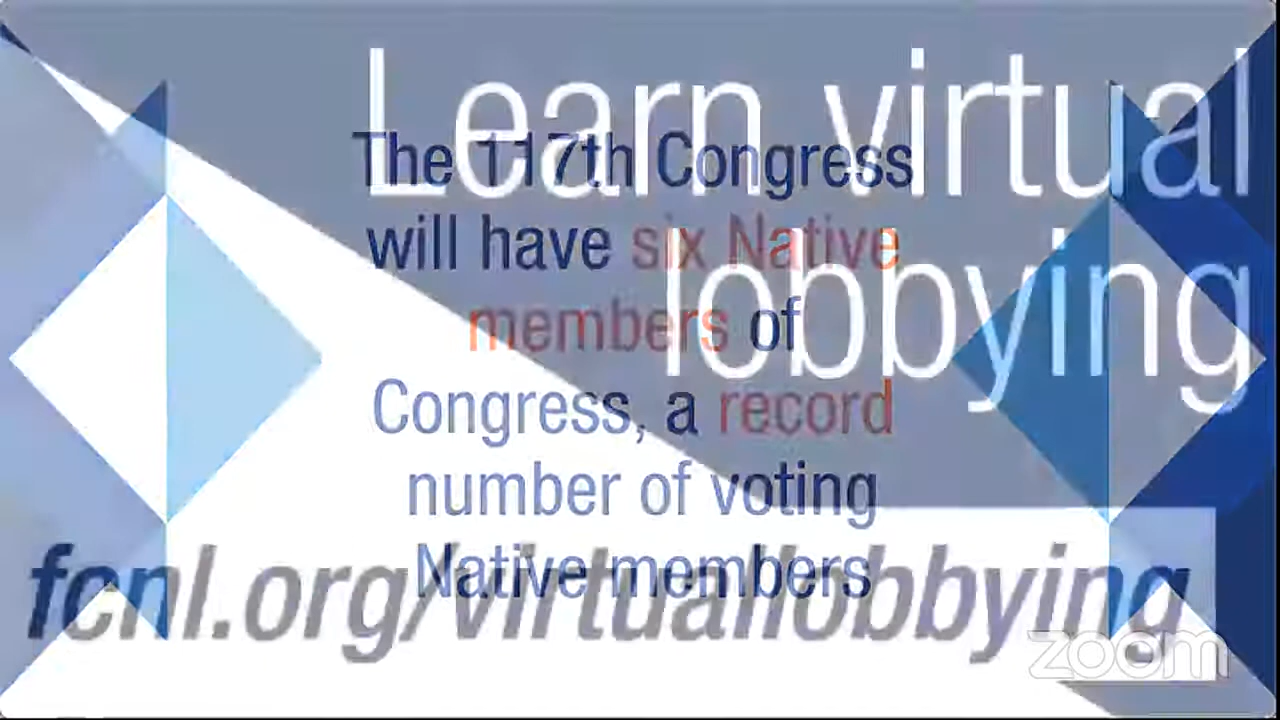 Learn virtual
lobbying
The 117th Congress
will have six Native
members of
Congress, a record
number of voting
Native members
fcnl.org/virtuallobbying
zoom